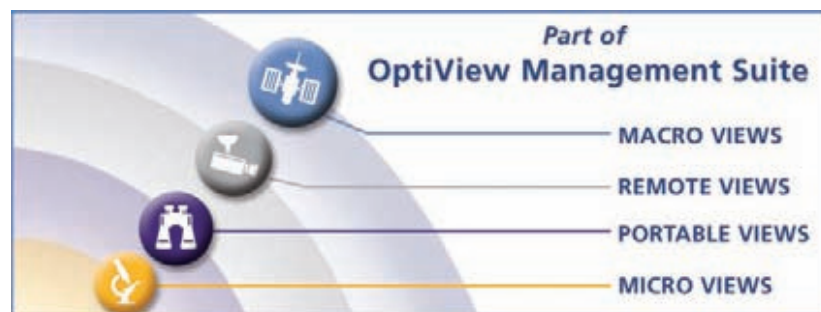 Part of
OptiView Management Suite
MACRO VIEWS
REMOTE VIEWS
PORTABLE VIEWS
MICRO VIEWS